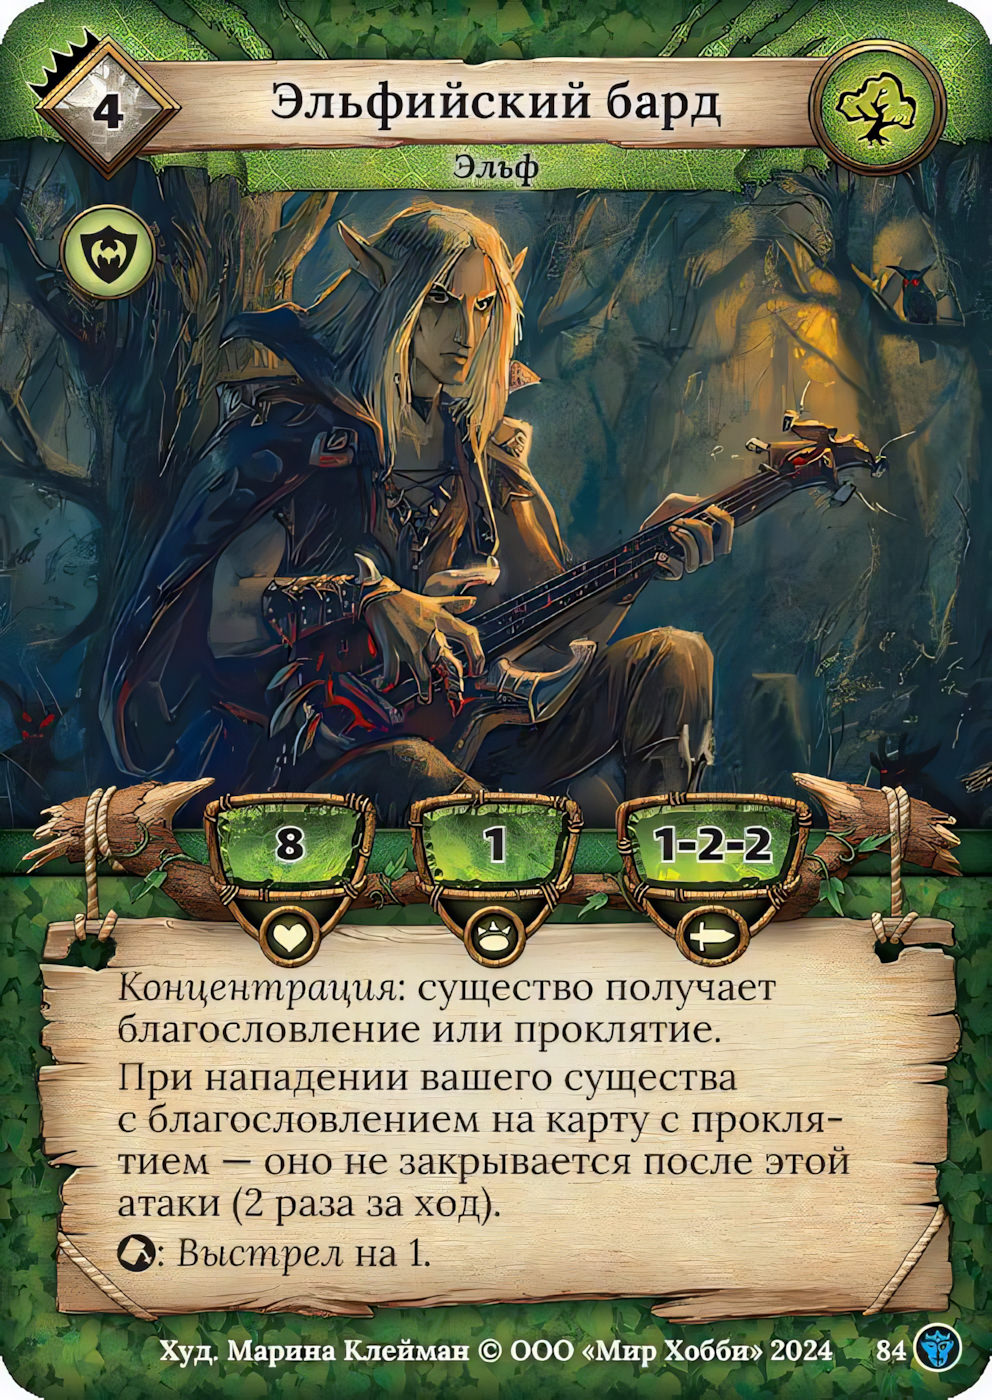 4
Эльфийский бард
Эльф
8
1
1-2-2
Концентрация: существо получает
благословление или проклятие.
При нападении вашего существа
с благословлением на карту с прокля-
тием — оно не закрывается после этой
атаки (2 раза за ход).
: Выстрел на 1.
Худ. Марина Клейман © ООО «Мир Хобби» 2024
84